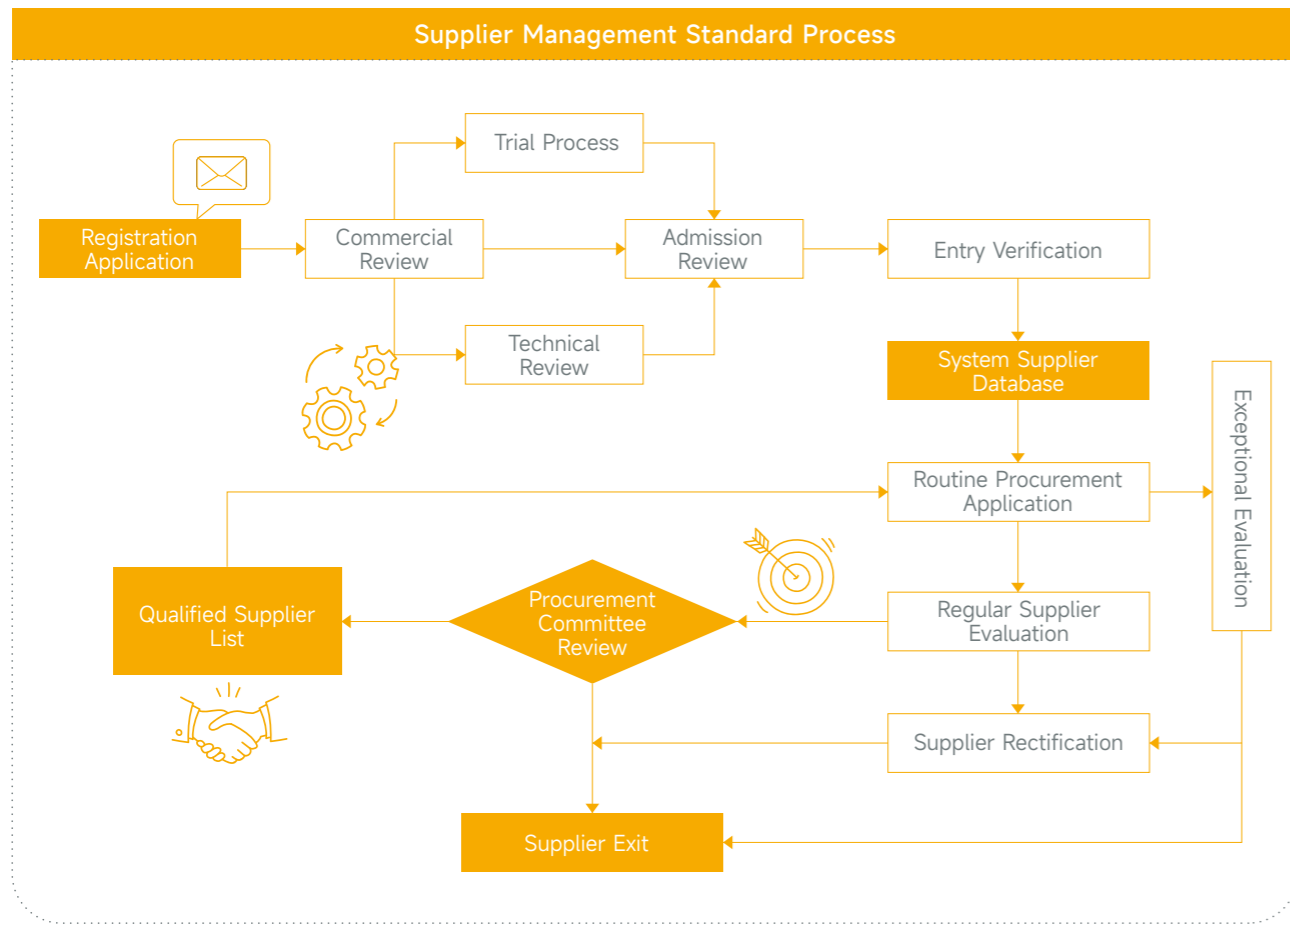 Supplier Management Standard Process
Trial Process
Registration
Application
Commercial
Review
Admission
Review
Entry Verification
Technical
Review
System Supplier
Database
Exceptional Evaluation
Routine Procurement
Application
Qualified Supplier
List
Procurement
Committee
Review
Regular Supplier
Evaluation
Supplier Rectification
Supplier Exit